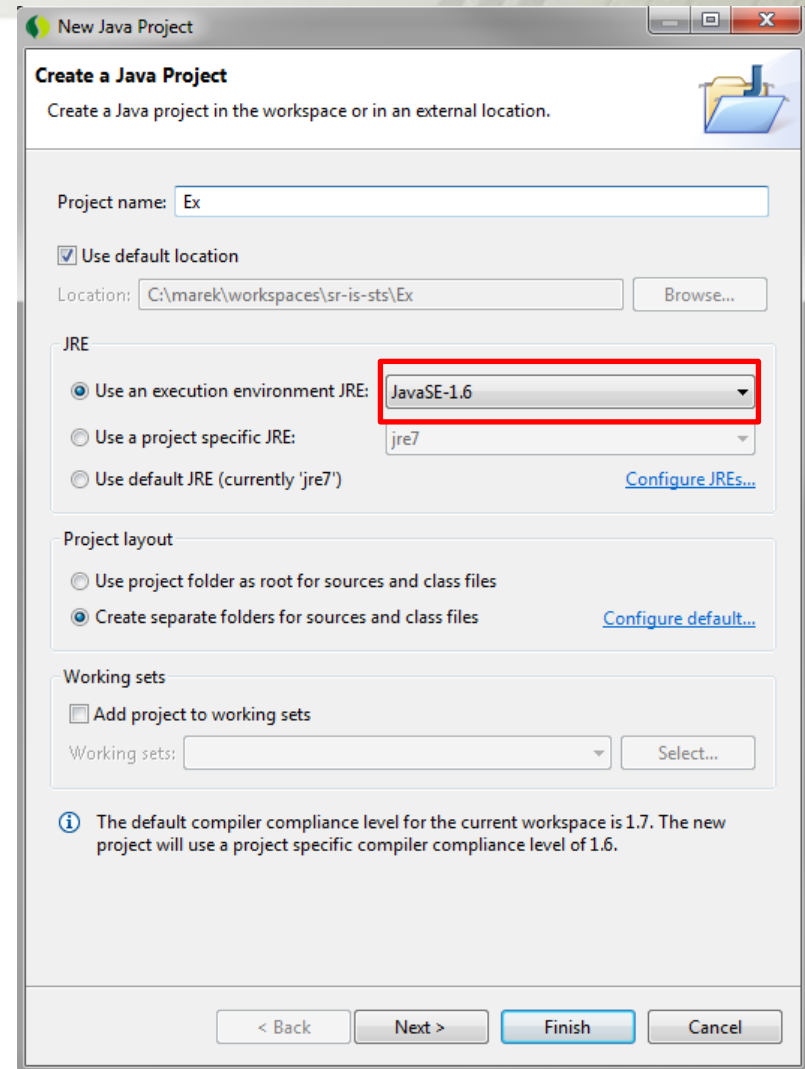 New Java Project
Create a Java Project
Create a Java project in the workspace or in an external location.
Project name: Ex
Use default location
Location: C:\marek\workspaces\sr-is-sts\Ex Browse...
JRE
Use an execution environment JRE: JavaSE-1.6
Use a project specific JRE: jre7
Use default JRE (currently 'jre7') Configure JREs...
Project layout
Use project folder as root for sources and class files
Create separate folders for sources and class files Configure default...
Working sets
Add project to working sets
Working sets: Select...
The default compiler compliance level for the current workspace is 1.7. The new
project will use a project specific compiler compliance level of 1.6.
< Back Next > Finish Cancel